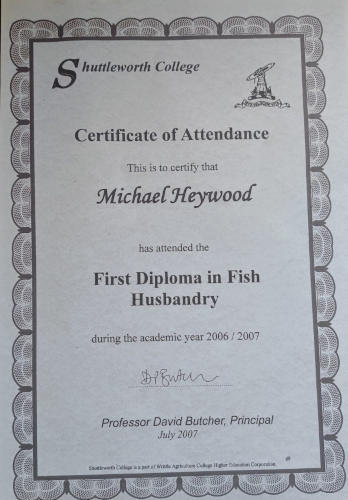 Shuttleworth College
Certificate of Attendance
This is to certify that
Michael Heywood
has attended the
First Diploma in Fish
Husbandry
during the academic year 2006 / 2007
Professor David Butcher, Principal
July 2007
Shuttleworth College is a part of Writtle Agriculture College Higher Education Corporation